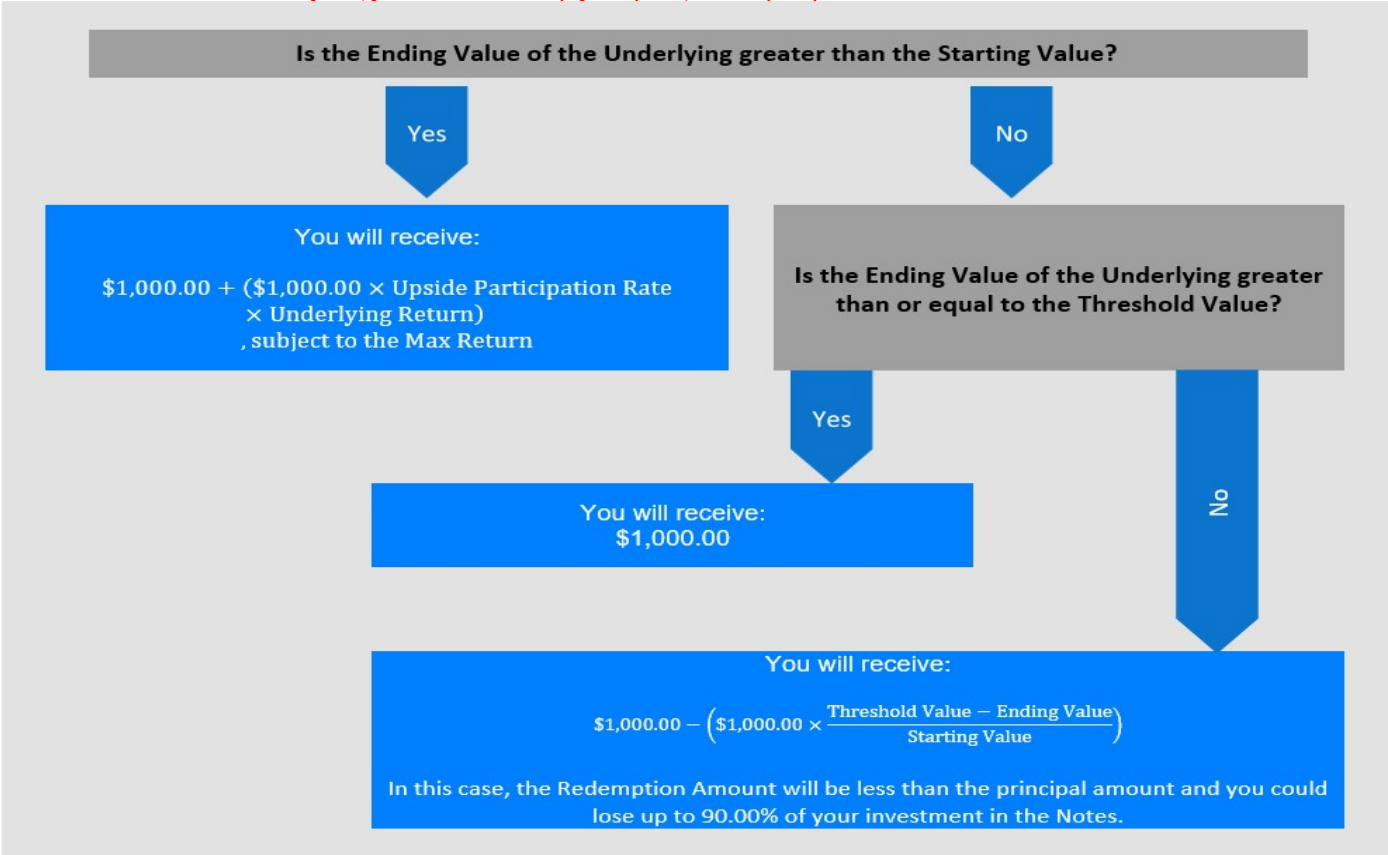 Is the Ending Value of the Underlying greater than the Starting Value?
Yes
No
You will receive:
$1,000.00 + ($1,000.00 × Upside Participation Rate
× Underlying Return)
, subject to the Max Return
Is the Ending Value of the Underlying greater
than or equal to the Threshold Value?
Yes
No
You will receive:
$1,000.00
You will receive:
$1,000.00 − ($1,000.00 × Threshold Value − Ending Value
Starting Value)
In this case, the Redemption Amount will be less than the principal amount and you could
lose up to 90.00% of your investment in the Notes.